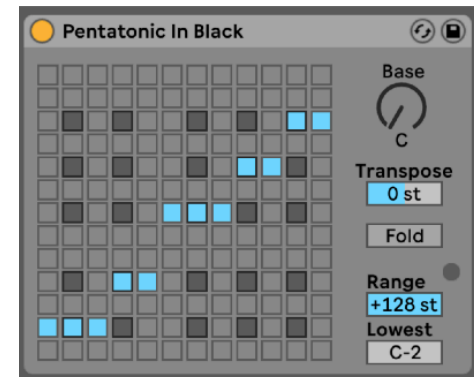 Pentatonic In Black
Base
C
Transpose
0 st
Fold
Range
+128 st
Lowest
C-2